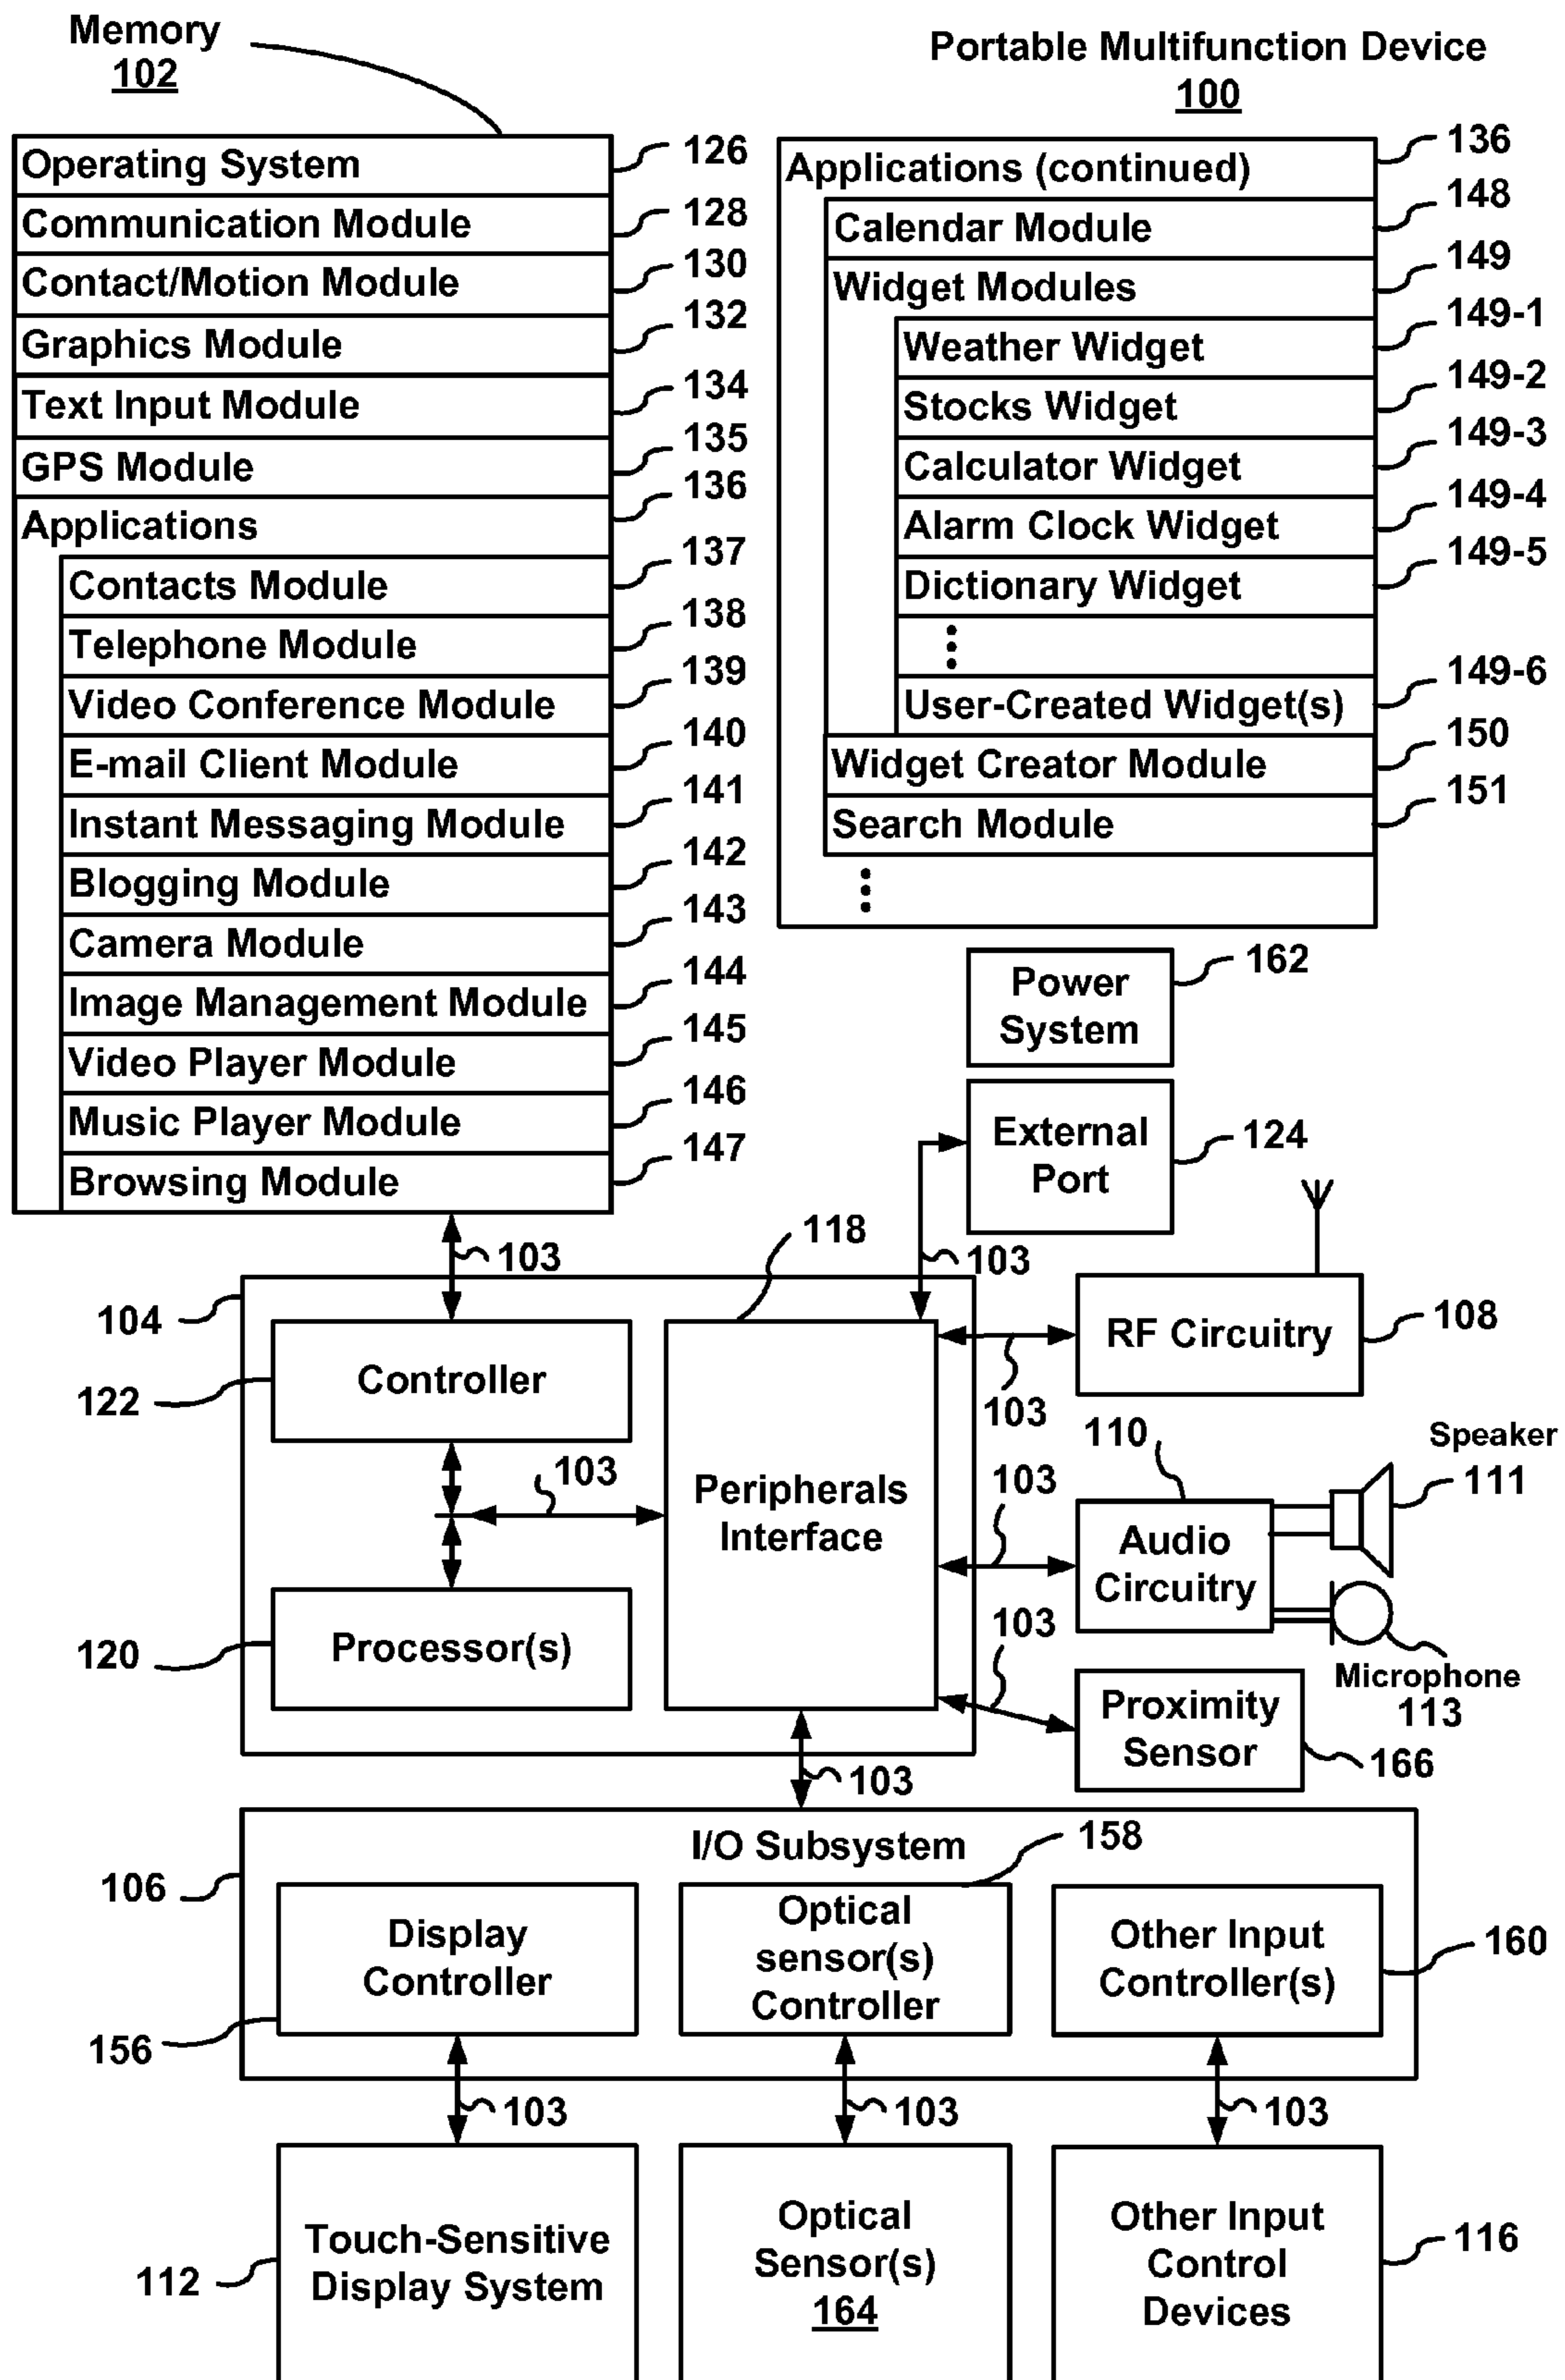 Memory
102
Portable Multifunction Device
100
Operating System
126
Communication Module
128
Contact/Motion Module
130
Graphics Module
132
Text Input Module
134
GPS Module
135
Applications
136
Contacts Module
137
Telephone Module
138
Video Conference Module
139
E-mail Client Module
140
Instant Messaging Module
141
Blogging Module
142
Camera Module
143
Image Management Module
144
Video Player Module
145
Music Player Module
146
Browsing Module
147
Applications (continued)
136
Calendar Module
148
Widget Modules
149
Weather Widget
149-1
Stocks Widget
149-2
Calculator Widget
149-3
Alarm Clock Widget
149-4
Dictionary Widget
149-5
User-Created Widget(s)
149-6
Widget Creator Module
150
Search Module
151
Power
System
162
External
Port
124
103
118
103
104
Controller
122
RF Circuitry
108
103
103
Peripherals
Interface
110
Speaker
111
103
Audio
Circuitry
Processor(s)
120
103
Microphone
113
Proximity
Sensor
166
103
I/O Subsystem
158
106
Display
Controller
156
Optical
sensor(s)
Controller
Other Input
Controller(s)
160
103
103
103
Touch-Sensitive
Display System
112
Optical
Sensor(s)
164
Other Input
Control
Devices
116